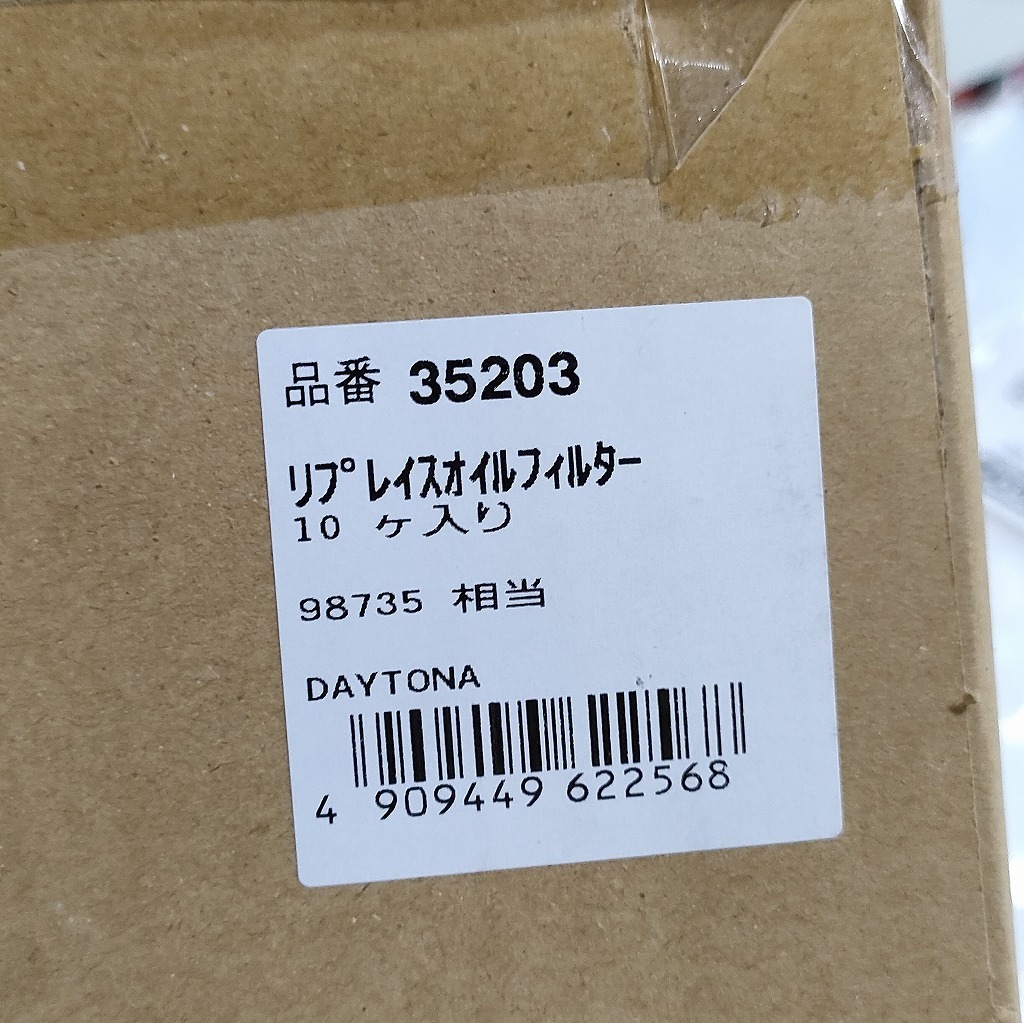 品番 35203
リプレイスオイルフィルター
10 ヶ入り
98735 相当
DAYTONA
4 909449 622568